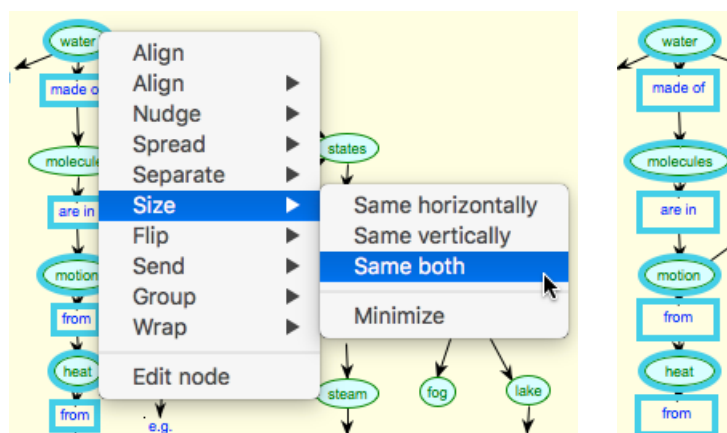 water
made o
molecule
are in
motion
from
heat
from
e.g.
Align
Align
Nudge
Spread
Separate
Size
Flip
Send
Group
Wrap
Edit node
states
Same horizontally
Same vertically
Same both
Minimize
steam
fog
lake
water
made of
molecules
are in
motion
from
heat
from